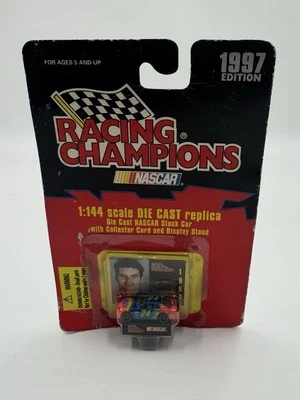 FOR AGES 5 AND UP
1997
EDITION
RACING
CHAMPIONS
NASCAR
1:144 scale DIE CAST replica
Die Cast NASCAR Stock Car
with Collector Card and Display Stand
24
NASCAR